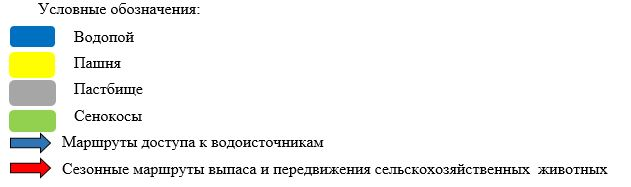 Условные обозначения:
Водопой
Пашня
Пастбище
Сенокосы
Маршруты доступа к водоисточникам
Сезонные маршруты выпаса и передвижения сельскохозяйственных животных